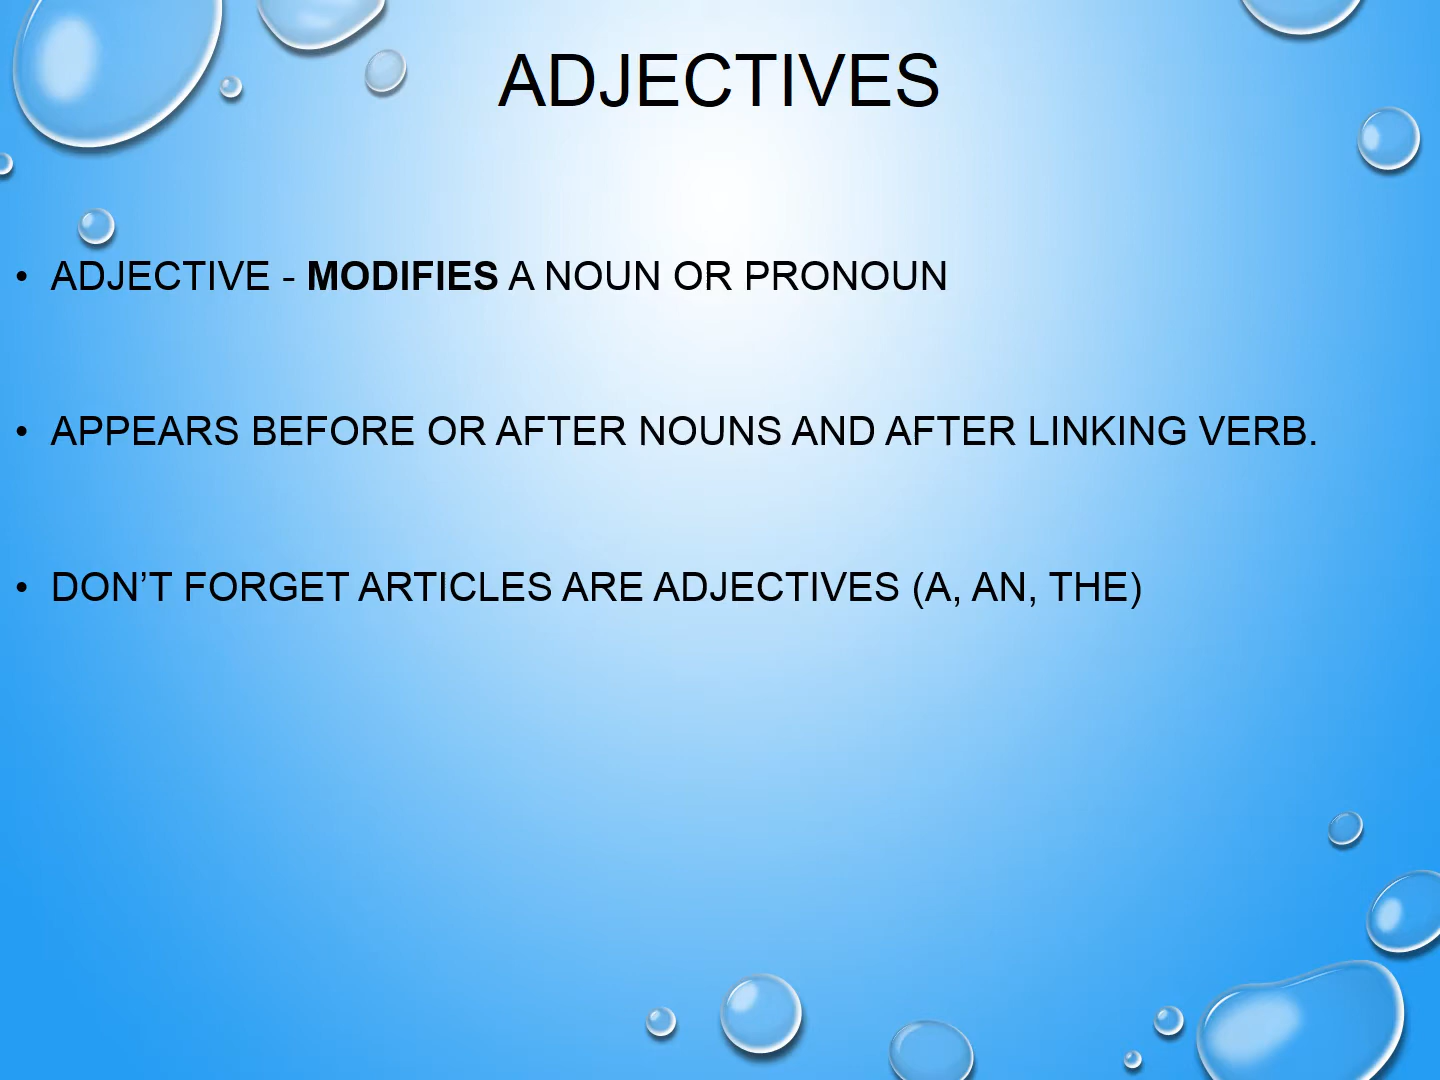 ADJECTIVES
• ADJECTIVE - MODIFIES A NOUN OR PRONOUN
• APPEARS BEFORE OR AFTER NOUNS AND AFTER LINKING VERB.
• DON’T FORGET ARTICLES ARE ADJECTIVES (A, AN, THE)